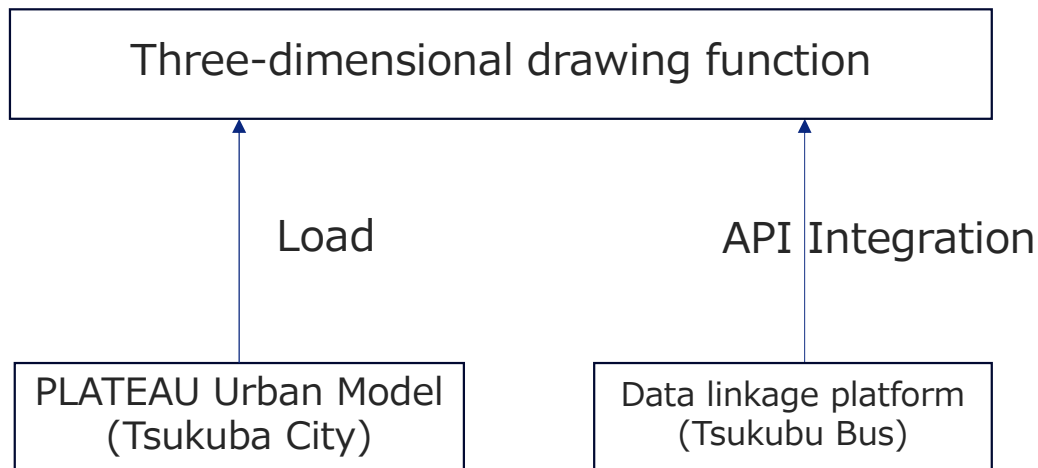 Three-dimensional drawing function
Load
API Integration
PLATEAU Urban Model
(Tsukuba City)
Data linkage platform
(Tsukubu Bus)